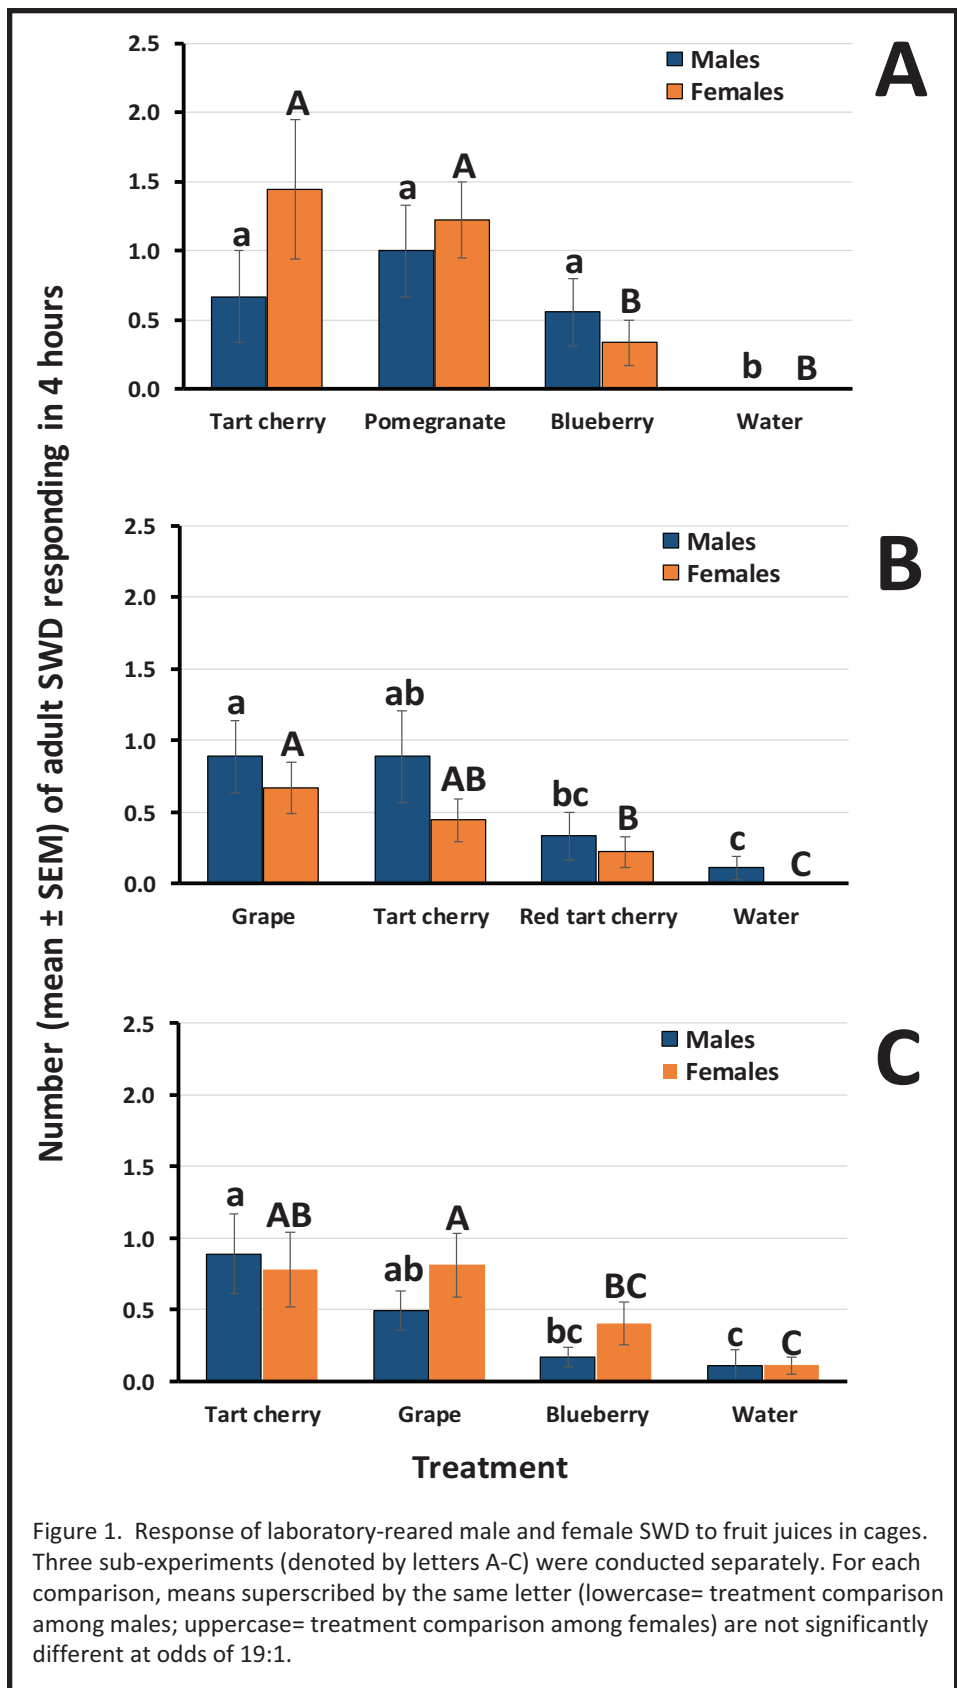 Number (mean ± SEM) of adult SWD responding in 4 hours
A
Males
Females
2.5
2.0
1.5
1.0
0.5
0.0
a
A
a
A
a
B
b
B
Tart cherry
Pomegranate
Blueberry
Water
B
Males
Females
2.5
2.0
1.5
1.0
0.5
0.0
a
A
ab
AB
bc
B
c
C
Grape
Tart cherry
Red tart cherry
Water
C
Males
Females
2.5
2.0
1.5
1.0
0.5
0.0
a
AB
ab
A
bc
BC
c
C
Tart cherry
Grape
Blueberry
Water
Treatment
Figure 1.  Response of laboratory-reared male and female SWD to fruit juices in cages.
Three sub-experiments (denoted by letters A-C) were conducted separately. For each
comparison, means superscribed by the same letter (lowercase= treatment comparison
among males; uppercase= treatment comparison among females) are not significantly
different at odds of 19:1.